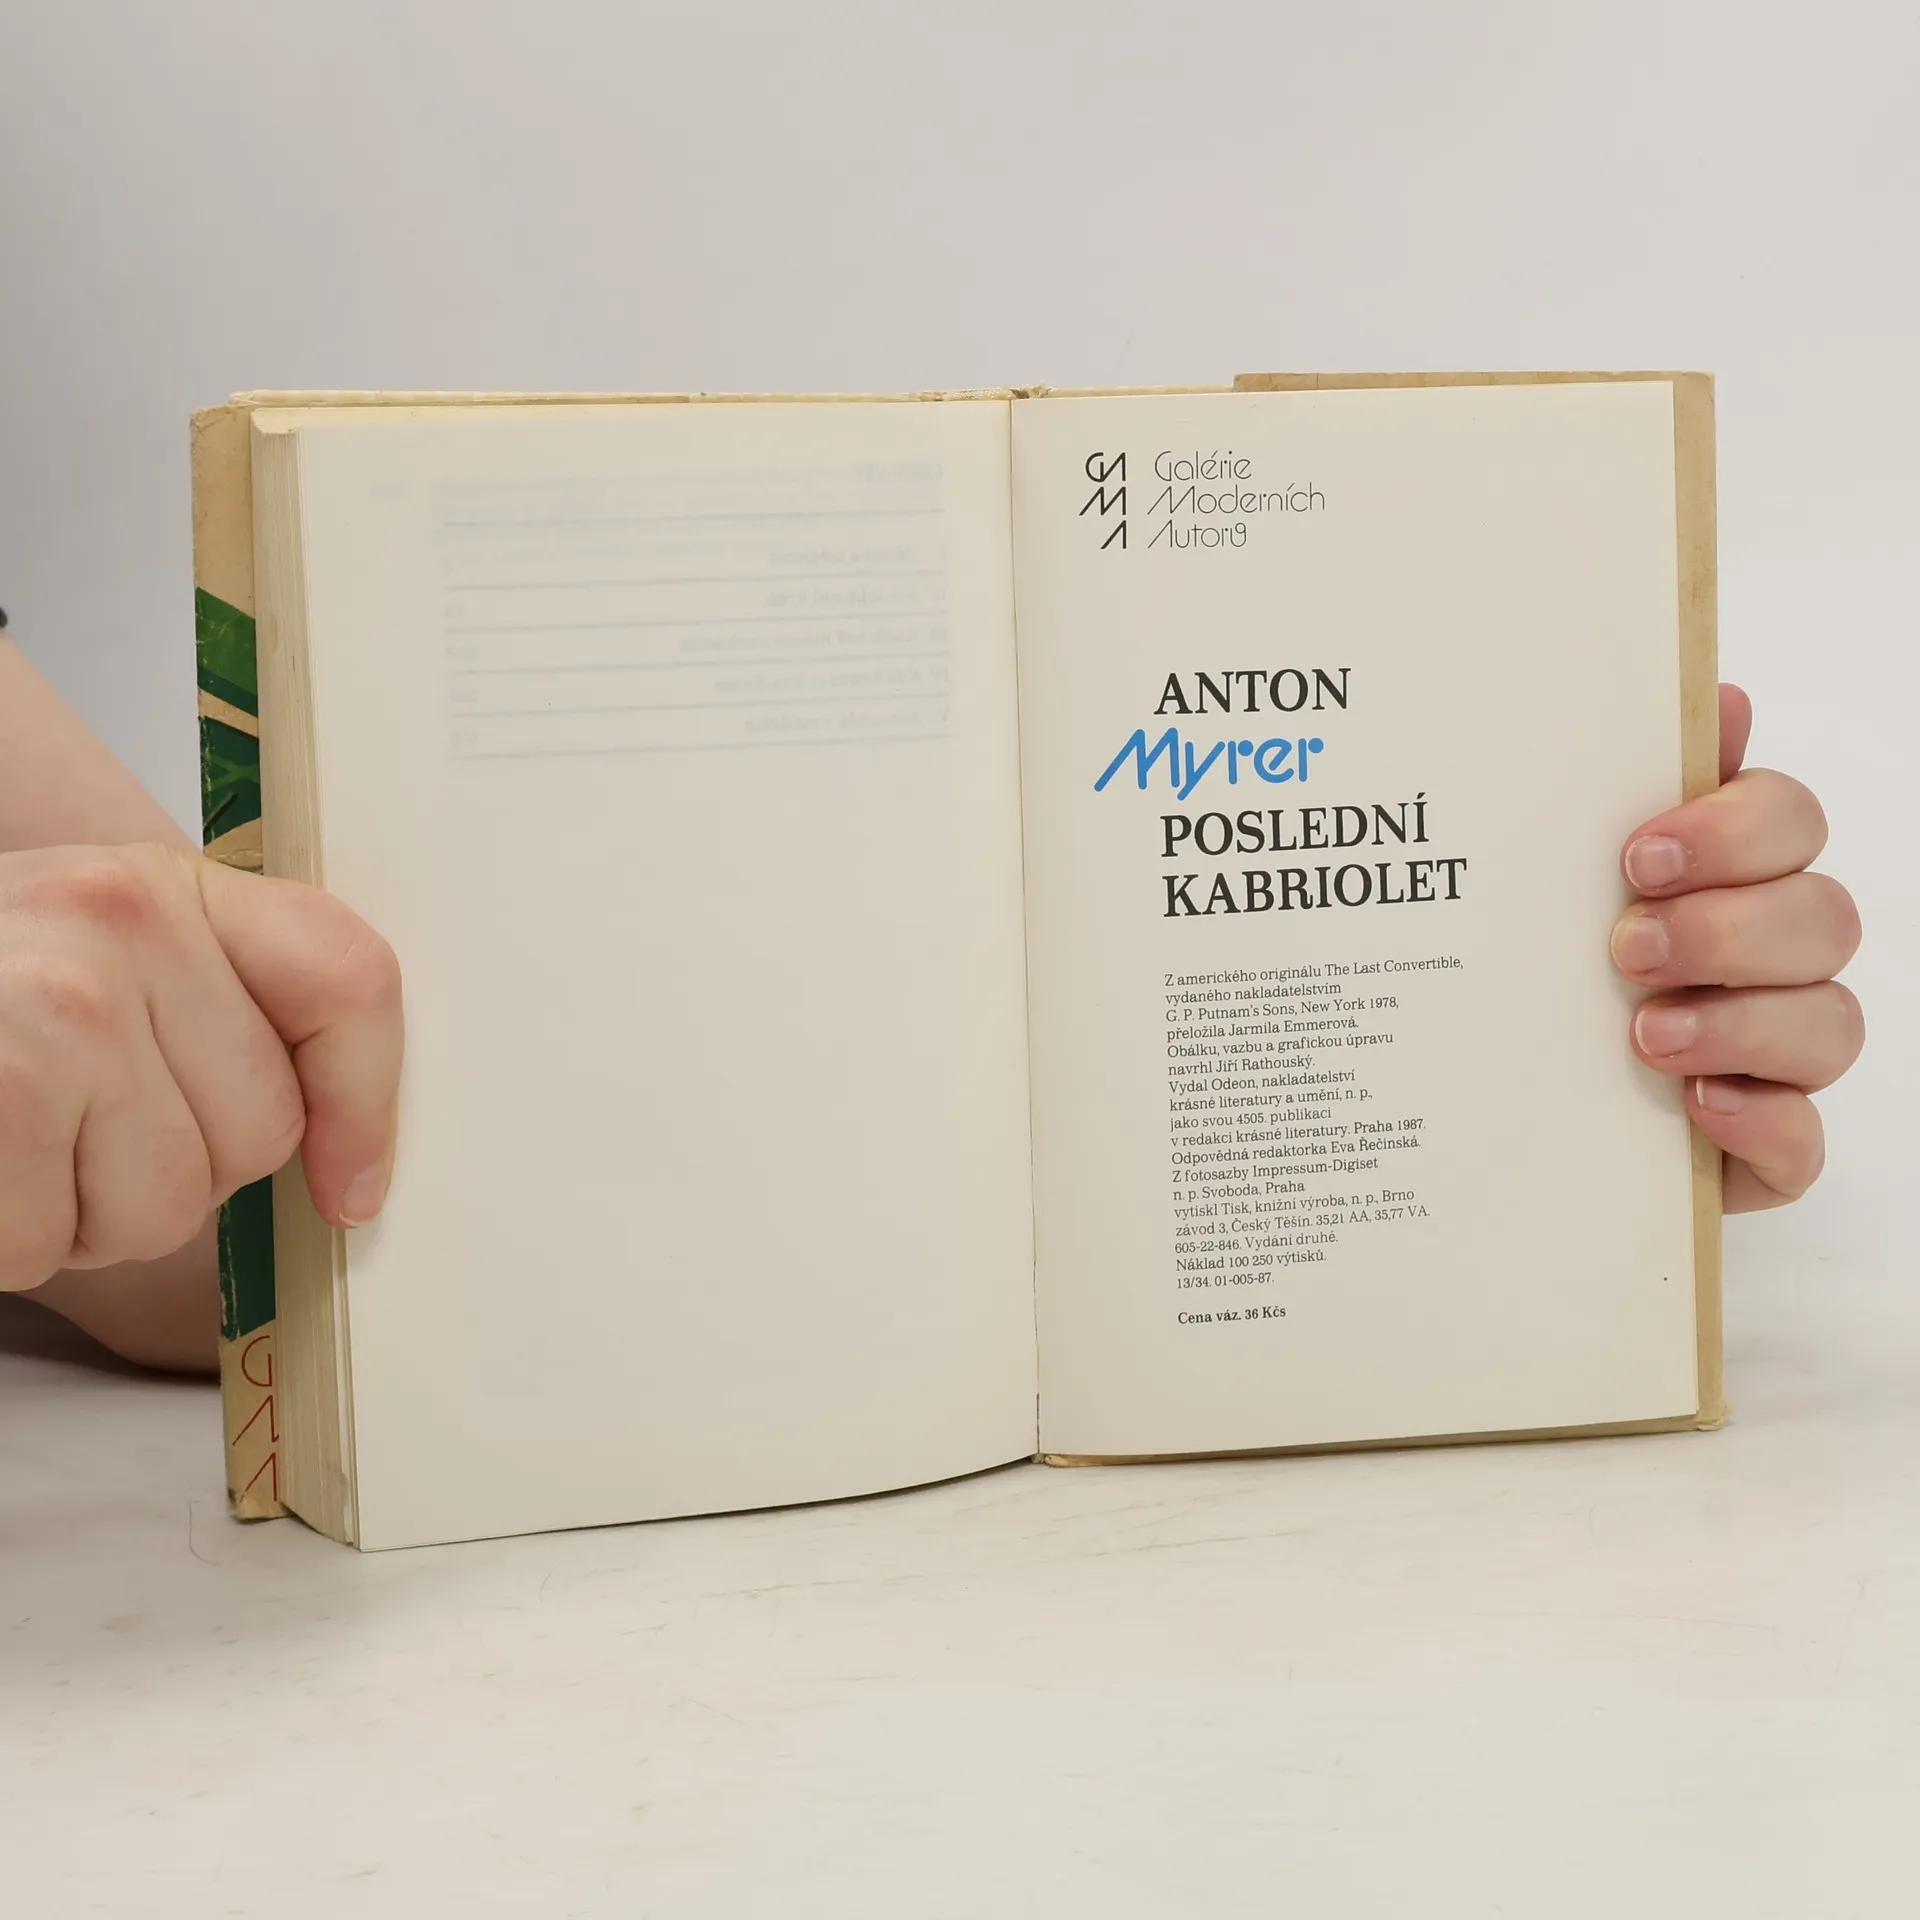 GA Galérie
M Moderních
A Autorů
ANTON
Myrer
POSLEDNÍ
KABRIOLET
Z amerického originálu The Last Convertible,
vydaného nakladatelstvím
G. P. Putnam's Sons, New York 1978,
přeložila Jarmila Emmerová.
Obálku, vazbu a grafickou úpravu
navrhl Jiří Rathouský.
Vydal Odeon, nakladatelství
krásné literatury a umění, n. p.,
jako svou 4505. publikaci
v redakci krásné literatury. Praha 1987.
Odpovědná redaktorka Eva Řečinská.
Z fotosazby Impressum-Digiset
n. p. Svoboda, Praha
vytiskl Tisk, knižní výroba, n. p., Brno
závod 3, Český Těšín. 35,21 AA, 35,77 VA.
605-22-846. Vydání druhé.
Náklad 100 250 výtisků.
13/34. 01-005-87.
Cena váz. 36 Kčs
G